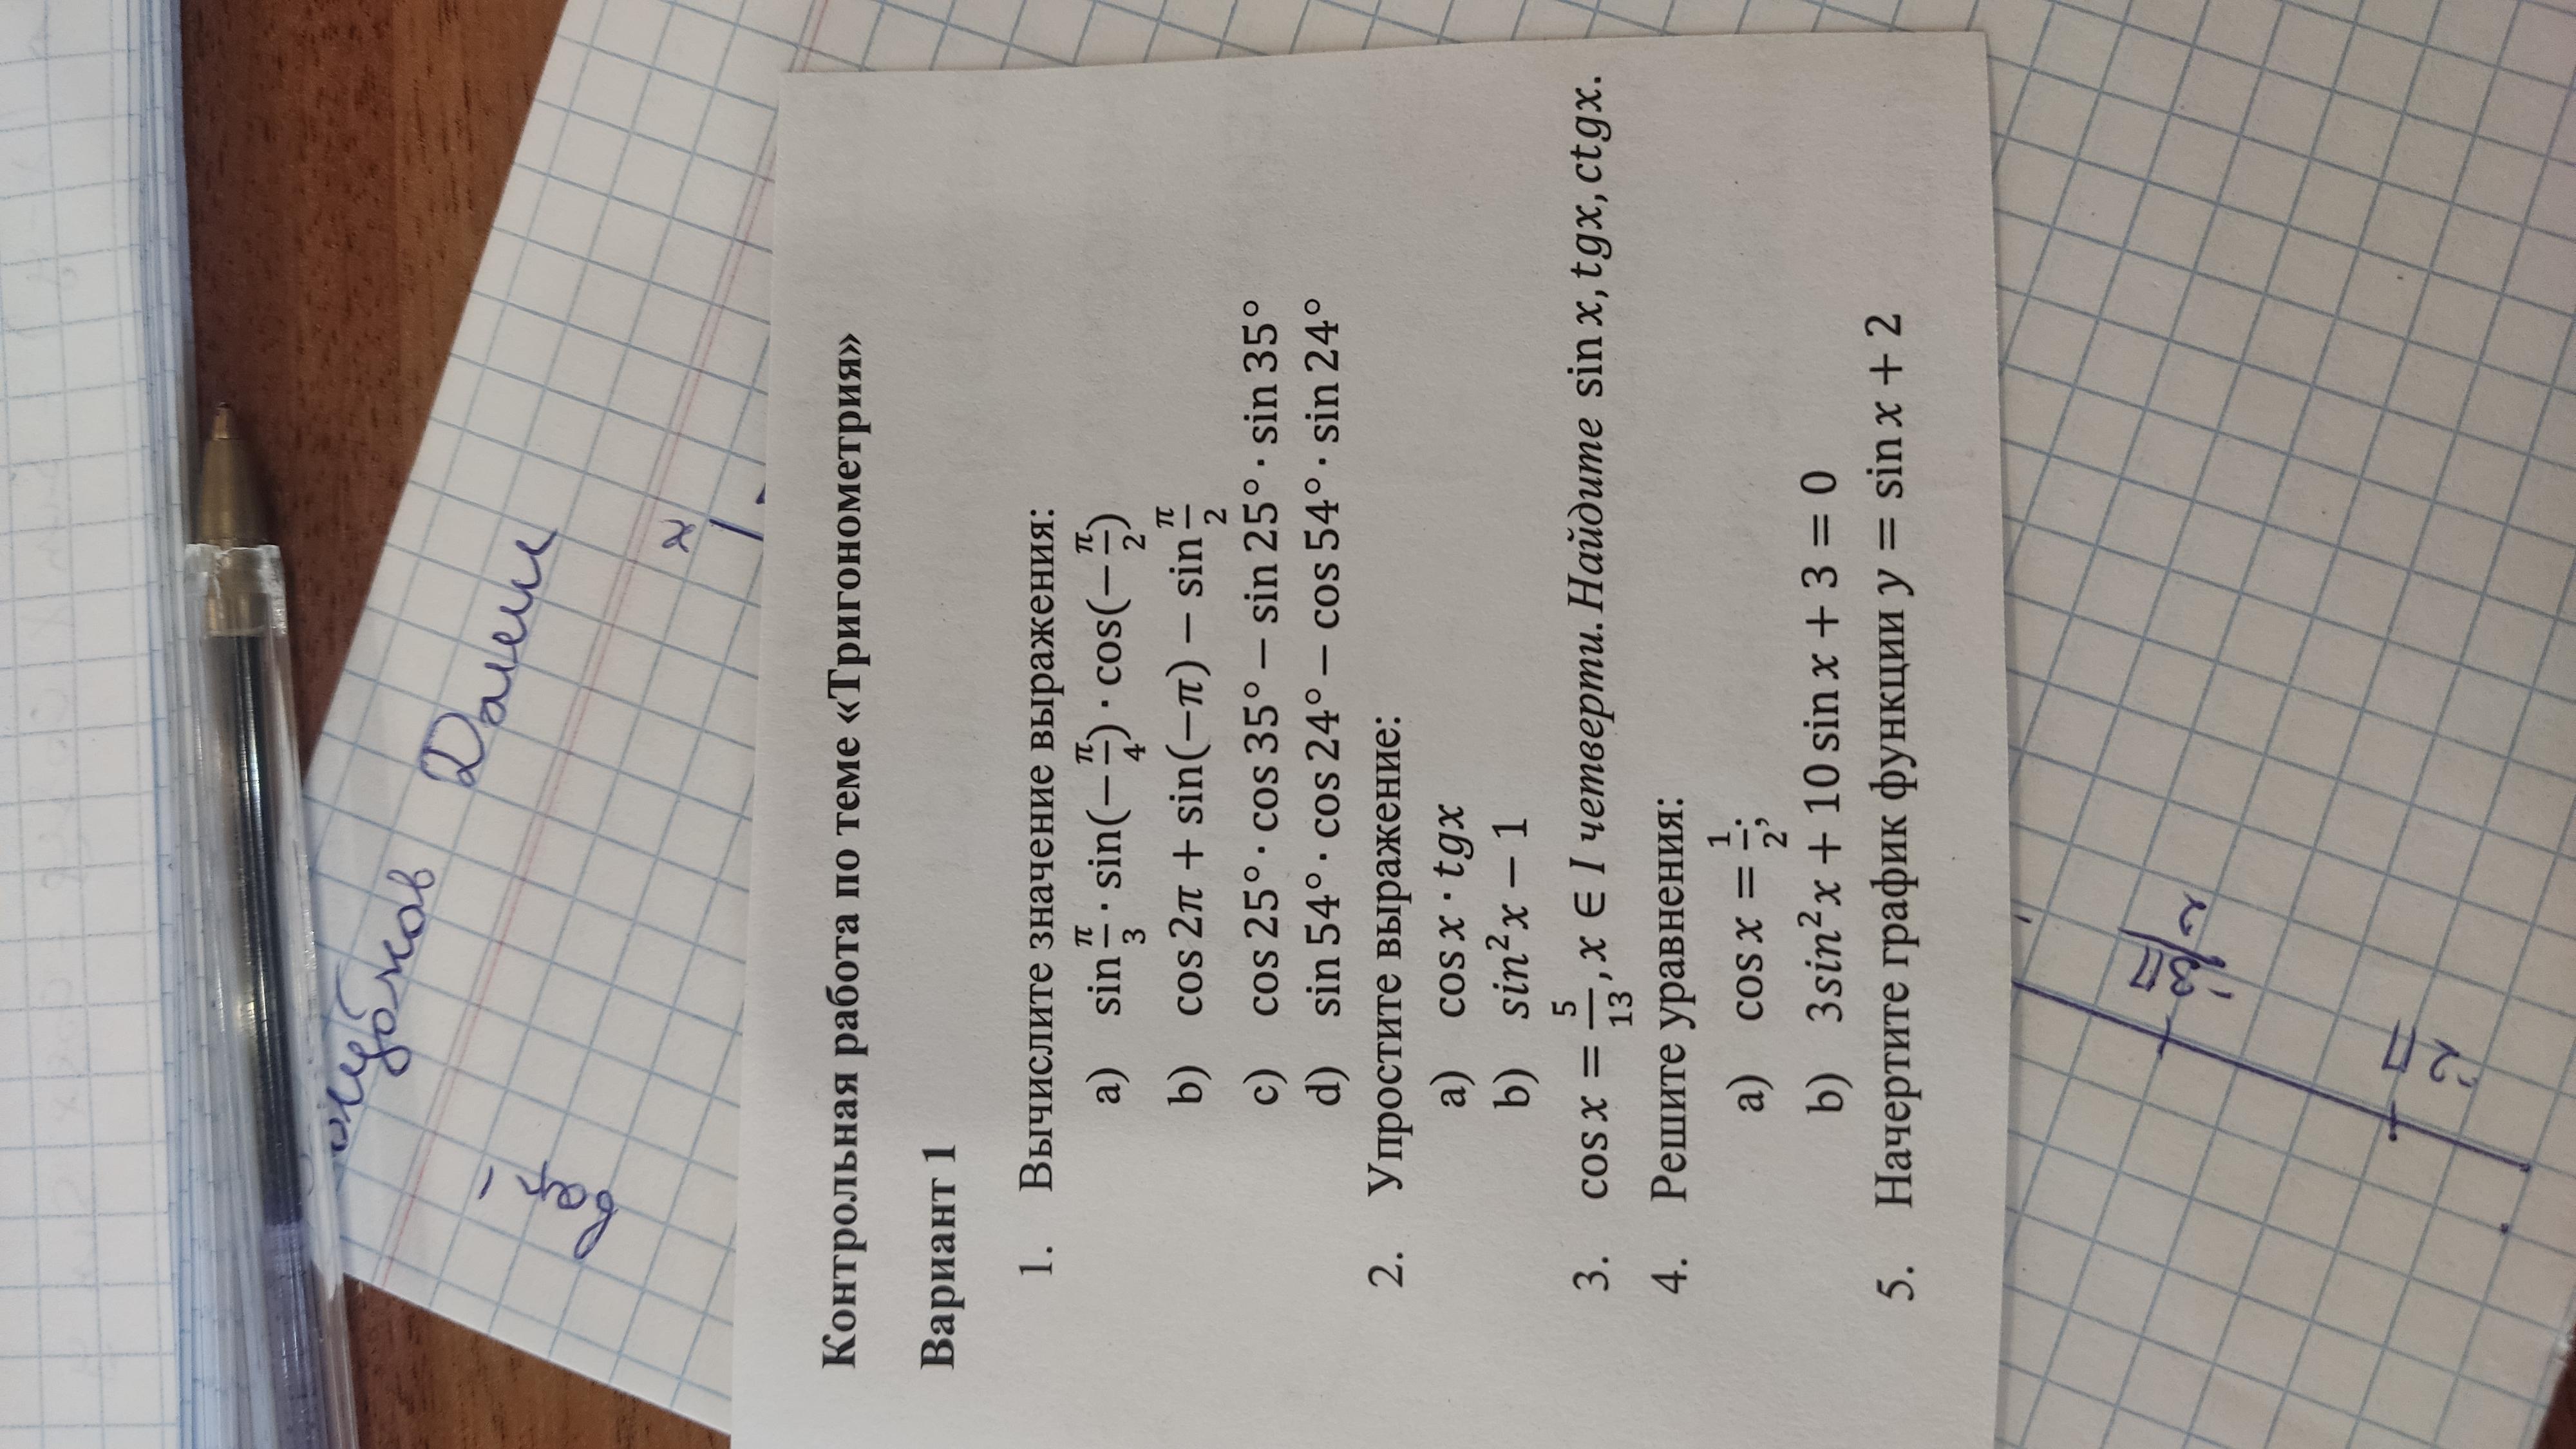 Данил
х
Контрольная работа по теме «Тригонометрия»
Вариант 1
1. Вычислите значение выражения:
a) sin π/3 · sin(−π/4) · cos(−π/2)
b) cos 2π + sin(−π) − sin π/2
c) cos 25° · cos 35° − sin 25° · sin 35°
d) sin 54° · cos 24° − cos 54° · sin 24°
2. Упростите выражение:
a) cos x · tgx
b) sin²x − 1
3. cos x = 5/13, x ∈ I четверти. Найдите sin x, tgx, ctgx.
4. Решите уравнения:
a) cos x = 1/2;
b) 3sin²x + 10 sin x + 3 = 0
5. Начертите график функции y = sin x + 2